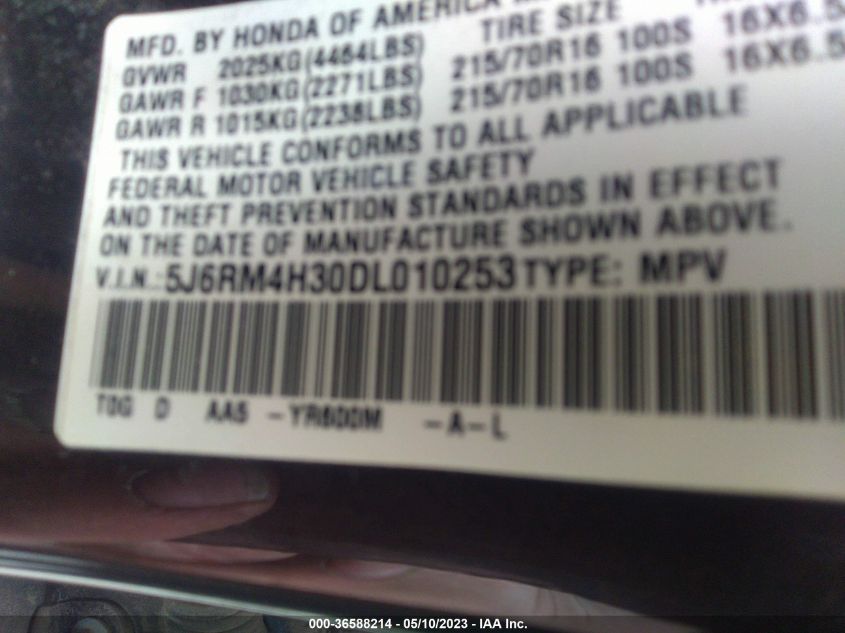 MFD. BY HONDA OF AMERICA
TIRE SIZE
GVWR 2025KG(4464LBS)
GAWR F 1030KG(2271LBS) 215/70R16 100S 16X6.5
GAWR R 1015KG(2238LBS) 215/70R16 100S 16X6.5
THIS VEHICLE CONFORMS TO ALL APPLICABLE
FEDERAL MOTOR VEHICLE SAFETY
AND THEFT PREVENTION STANDARDS IN EFFECT
ON THE DATE OF MANUFACTURE SHOWN ABOVE.
V.I.N.: 5J6RM4H30DL010253 TYPE: MPV
TDG D AA5 -YR600M -A-L
000-36588214 - 05/10/2023 - IAA Inc.